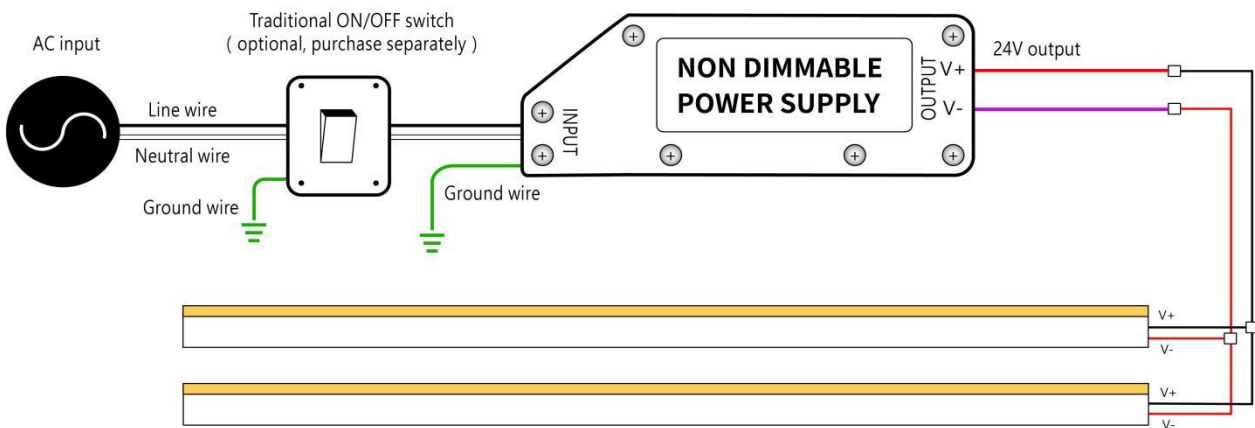 Traditional ON/OFF switch
( optional, purchase separately )
AC input
Line wire
Neutral wire
Ground wire
Ground wire
INPUT
NON DIMMABLE
POWER SUPPLY
OUTPUT
V+
V-
24V output
V+
V-
V+
V-